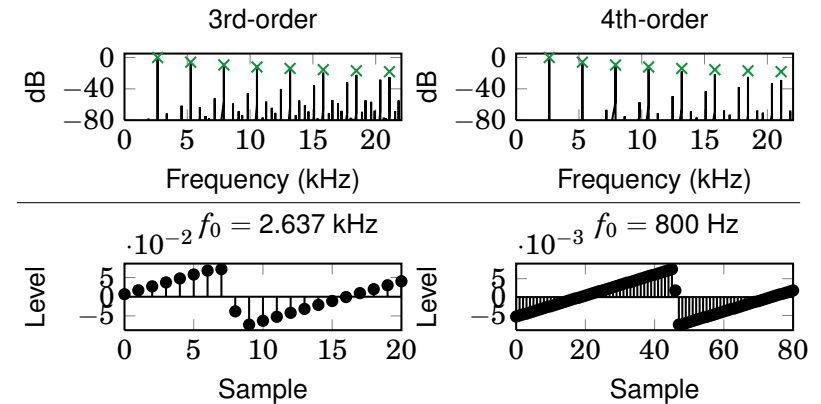 3rd-order
dB
0
−40
−80
0 5 10 15 20
Frequency (kHz)
4th-order
dB
0
−40
−80
0 5 10 15 20
Frequency (kHz)
·10−2 f0 = 2.637 kHz
Level
5
0
−5
0 5 10 15 20
Sample
·10−3 f0 = 800 Hz
Level
5
0
−5
0 20 40 60 80
Sample